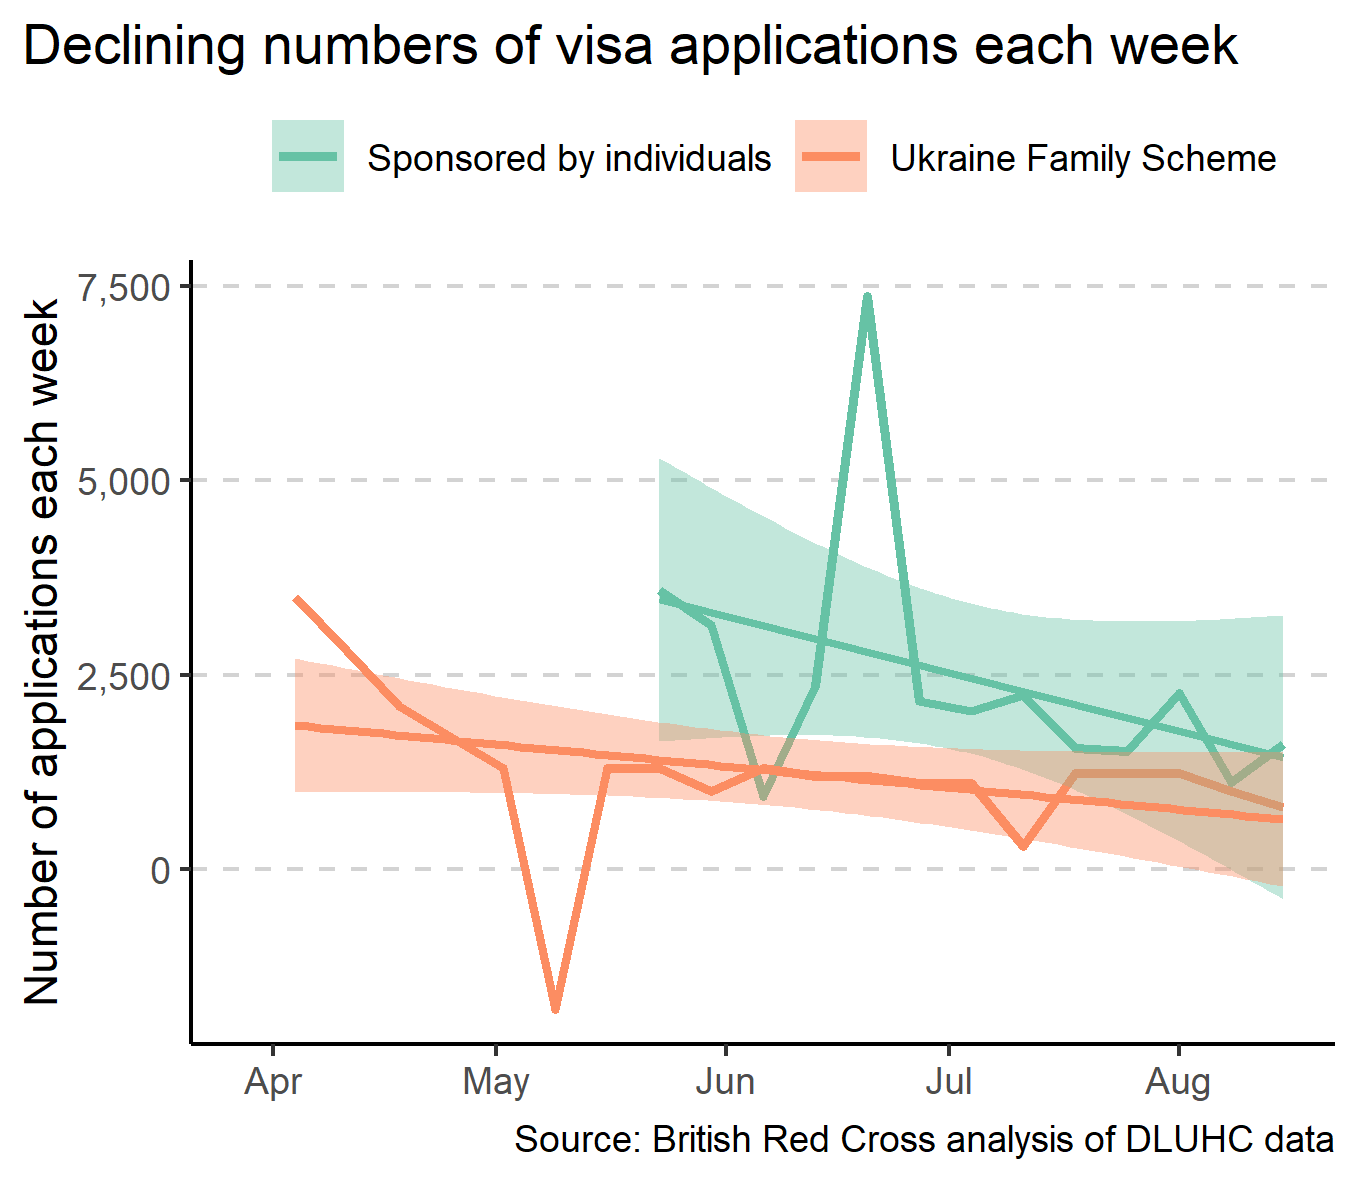 Declining numbers of visa applications each week
Sponsored by individuals
Ukraine Family Scheme
Number of applications each week
7,500
5,000
2,500
0
Apr
May
Jun
Jul
Aug
Source: British Red Cross analysis of DLUHC data